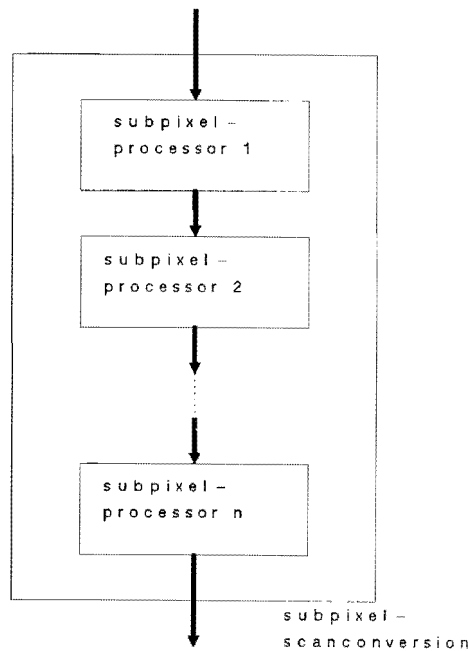 subpixel-
processor 1
subpixel-
processor 2
subpixel-
processor n
subpixel-
scanconversion